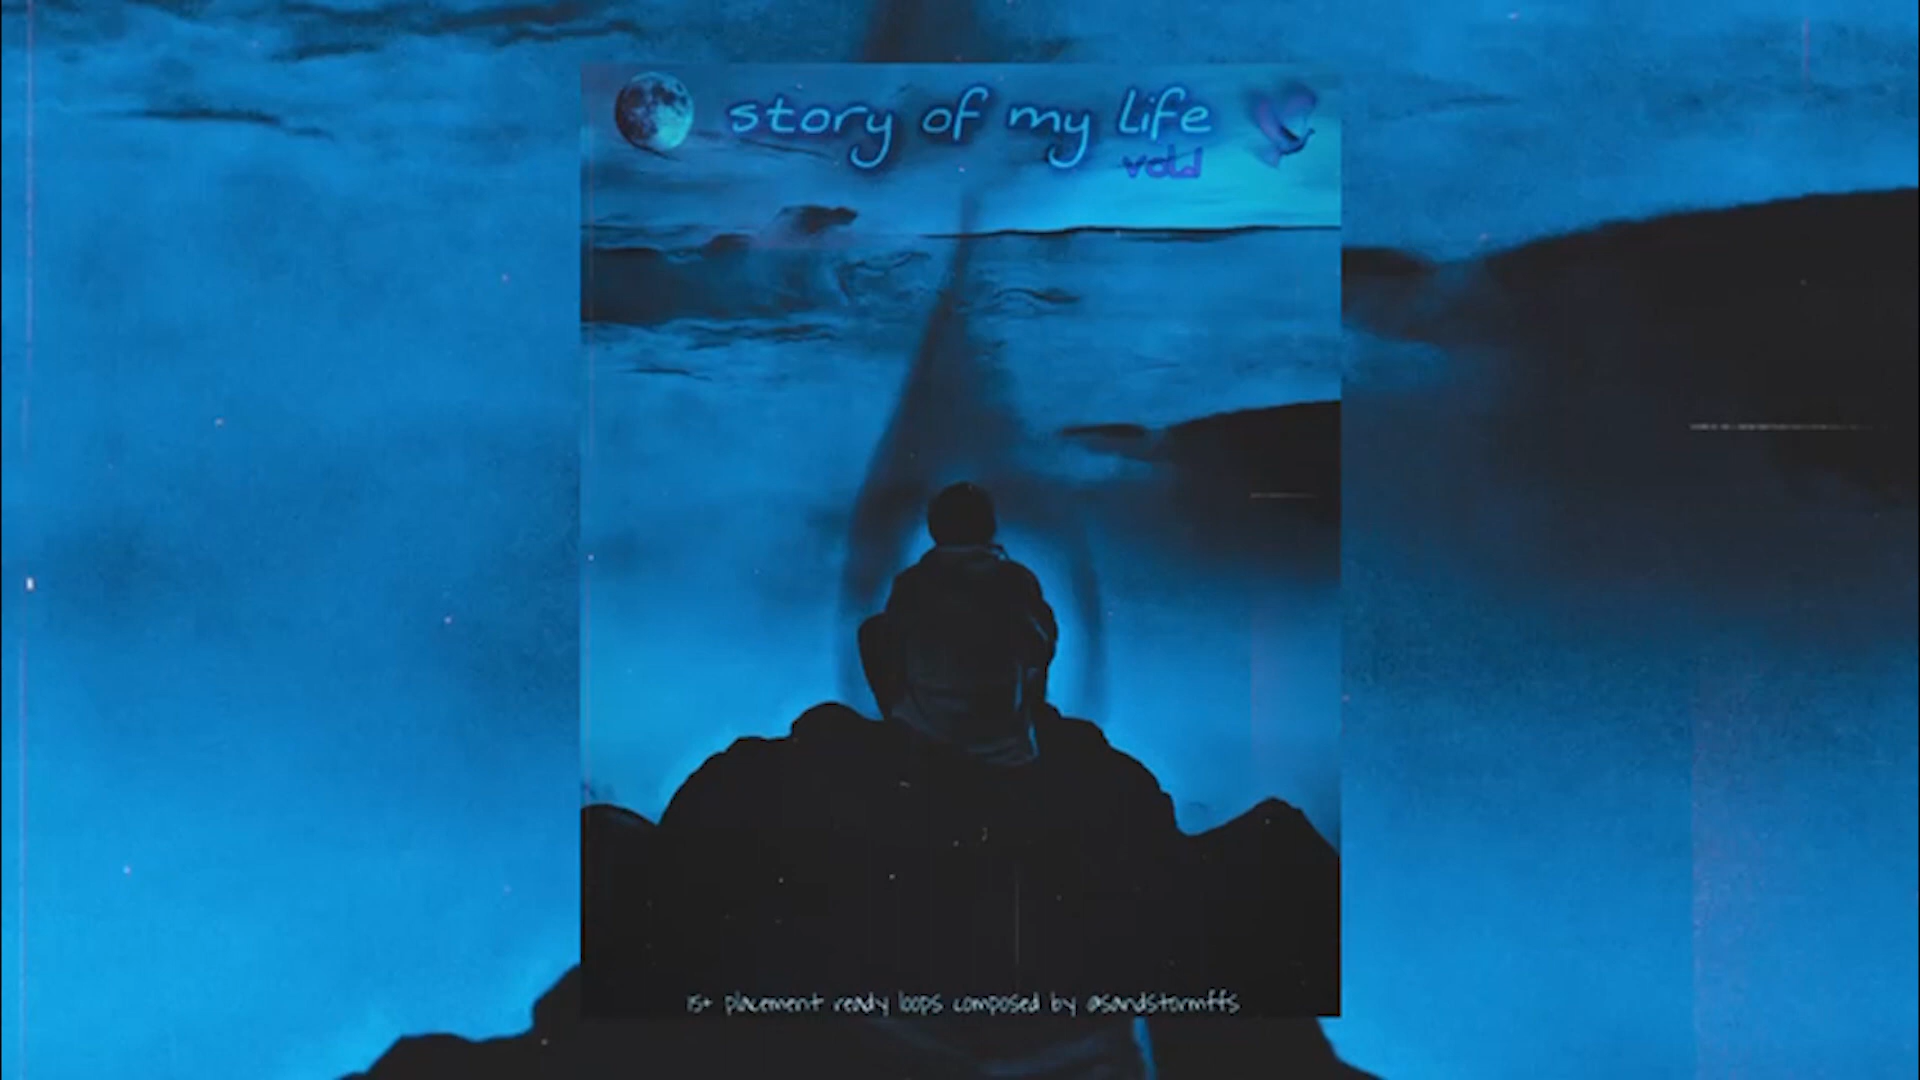 story of my life
vol.1
15+ placement ready loops composed by @sandstormffs